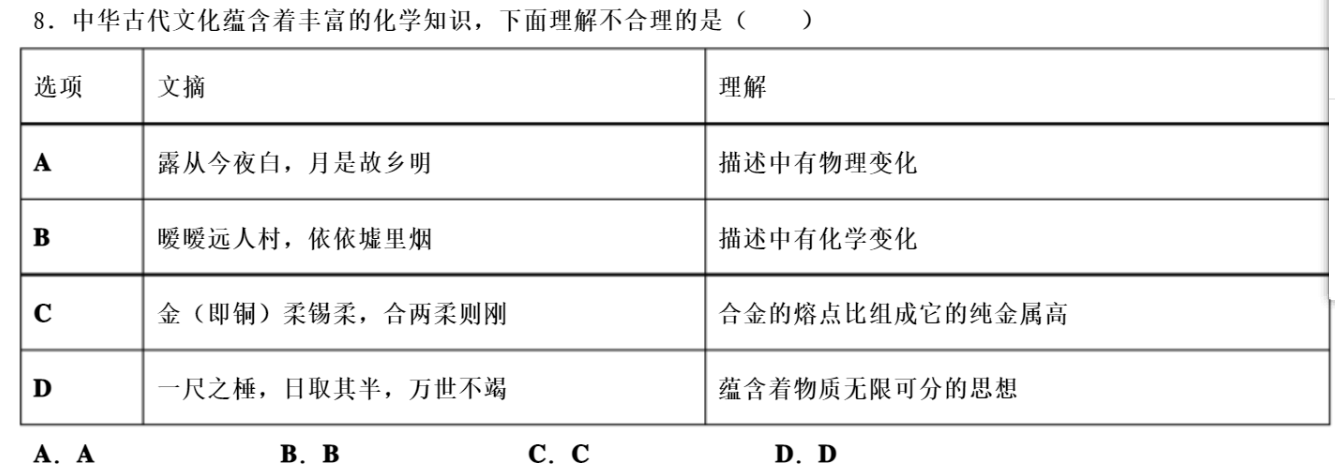 8．中华古代文化蕴含着丰富的化学知识，下面理解不合理的是（　　）
选项 文摘 理解
A 露从今夜白，月是故乡明 描述中有物理变化
B 暧暧远人村，依依墟里烟 描述中有化学变化
C 金（即铜）柔锡柔，合两柔则刚 合金的熔点比组成它的纯金属高
D 一尺之棰，日取其半，万世不竭 蕴含着物质无限可分的思想
A．A B．B C．C D．D